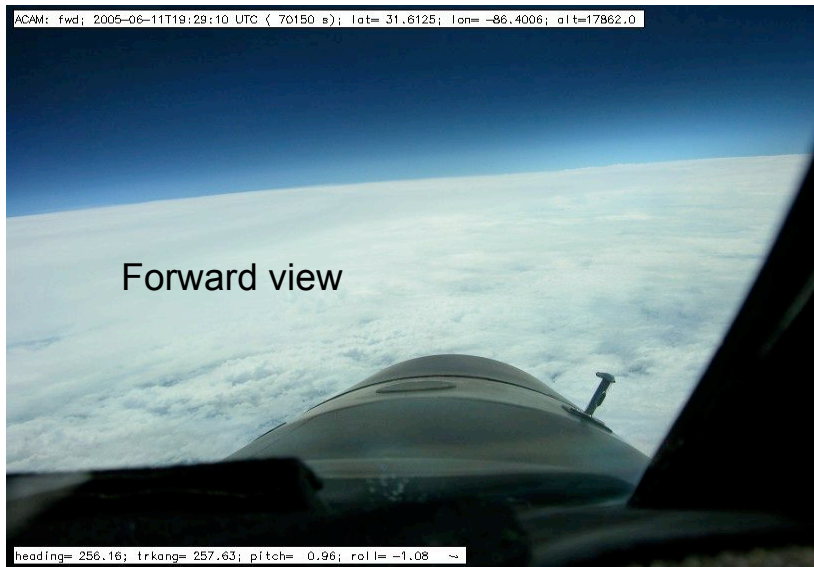 ACAM: fwd; 2005-06-11T19:29:10 UTC ( 70150 s); lat= 31.6125; lon= -86.4006; alt=17862.0
Forward view
heading= 256.16; trkang= 257.63; pitch= 0.96; roll= -1.08 ~